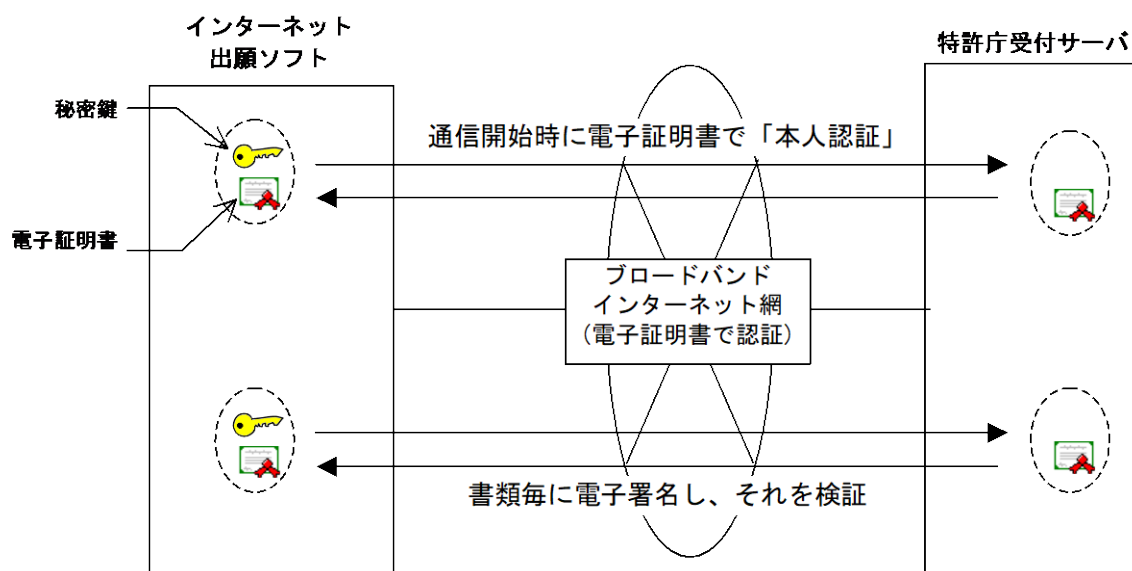 インターネット
出願ソフト
特許庁受付サーバ
秘密鍵
通信開始時に電子証明書で「本人認証」
電子証明書
ブロードバンド
インターネット網
(電子証明書で認証)
書類毎に電子署名し、それを検証